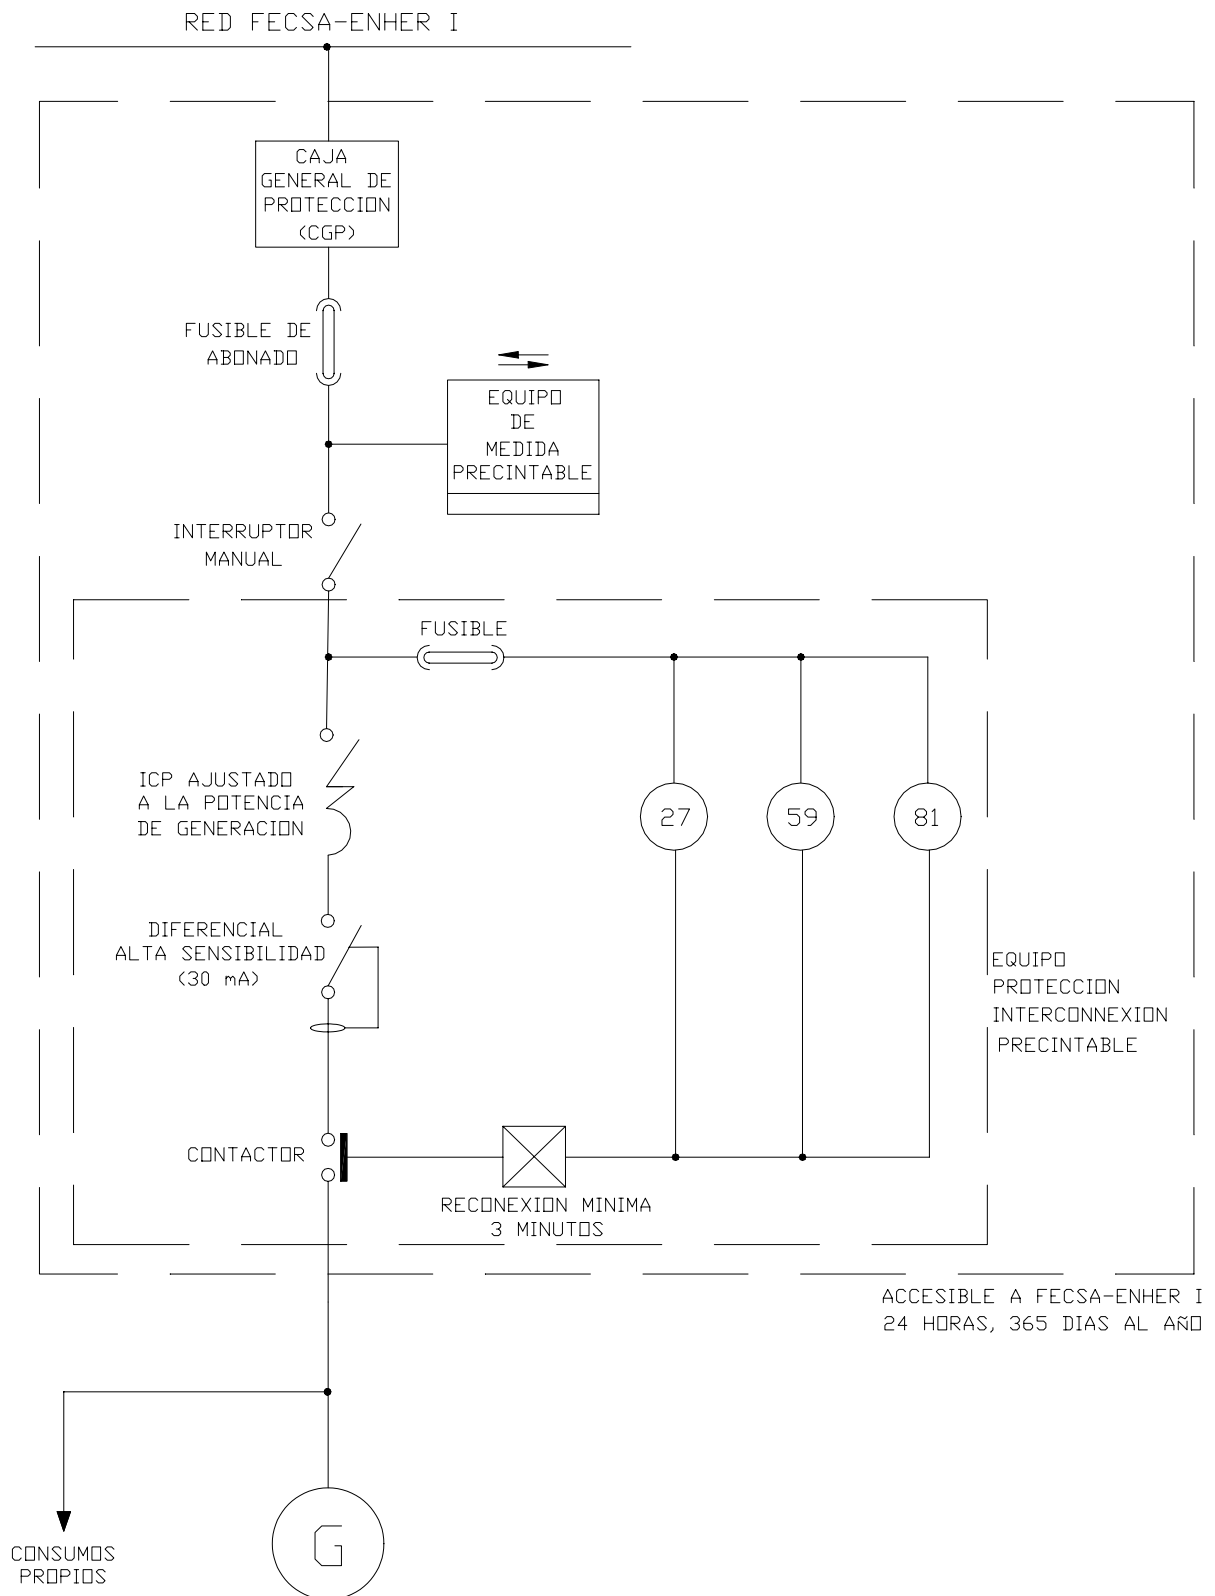 RED FECSA-ENHER I
CAJA
GENERAL DE
PROTECCION
(CGP)
FUSIBLE DE
ABONADO
EQUIPO
DE
MEDIDA
PRECINTABLE
INTERRUPTOR
MANUAL
FUSIBLE
ICP AJUSTADO
A LA POTENCIA
DE GENERACION
27
59
81
DIFERENCIAL
ALTA SENSIBILIDAD
(30 mA)
EQUIPO
PROTECCION
INTERCONNEXION
PRECINTABLE
CONTACTOR
RECONEXION MINIMA
3 MINUTOS
ACCESIBLE A FECSA-ENHER I
24 HORAS, 365 DIAS AL AÑO
CONSUMOS
PROPIOS
G